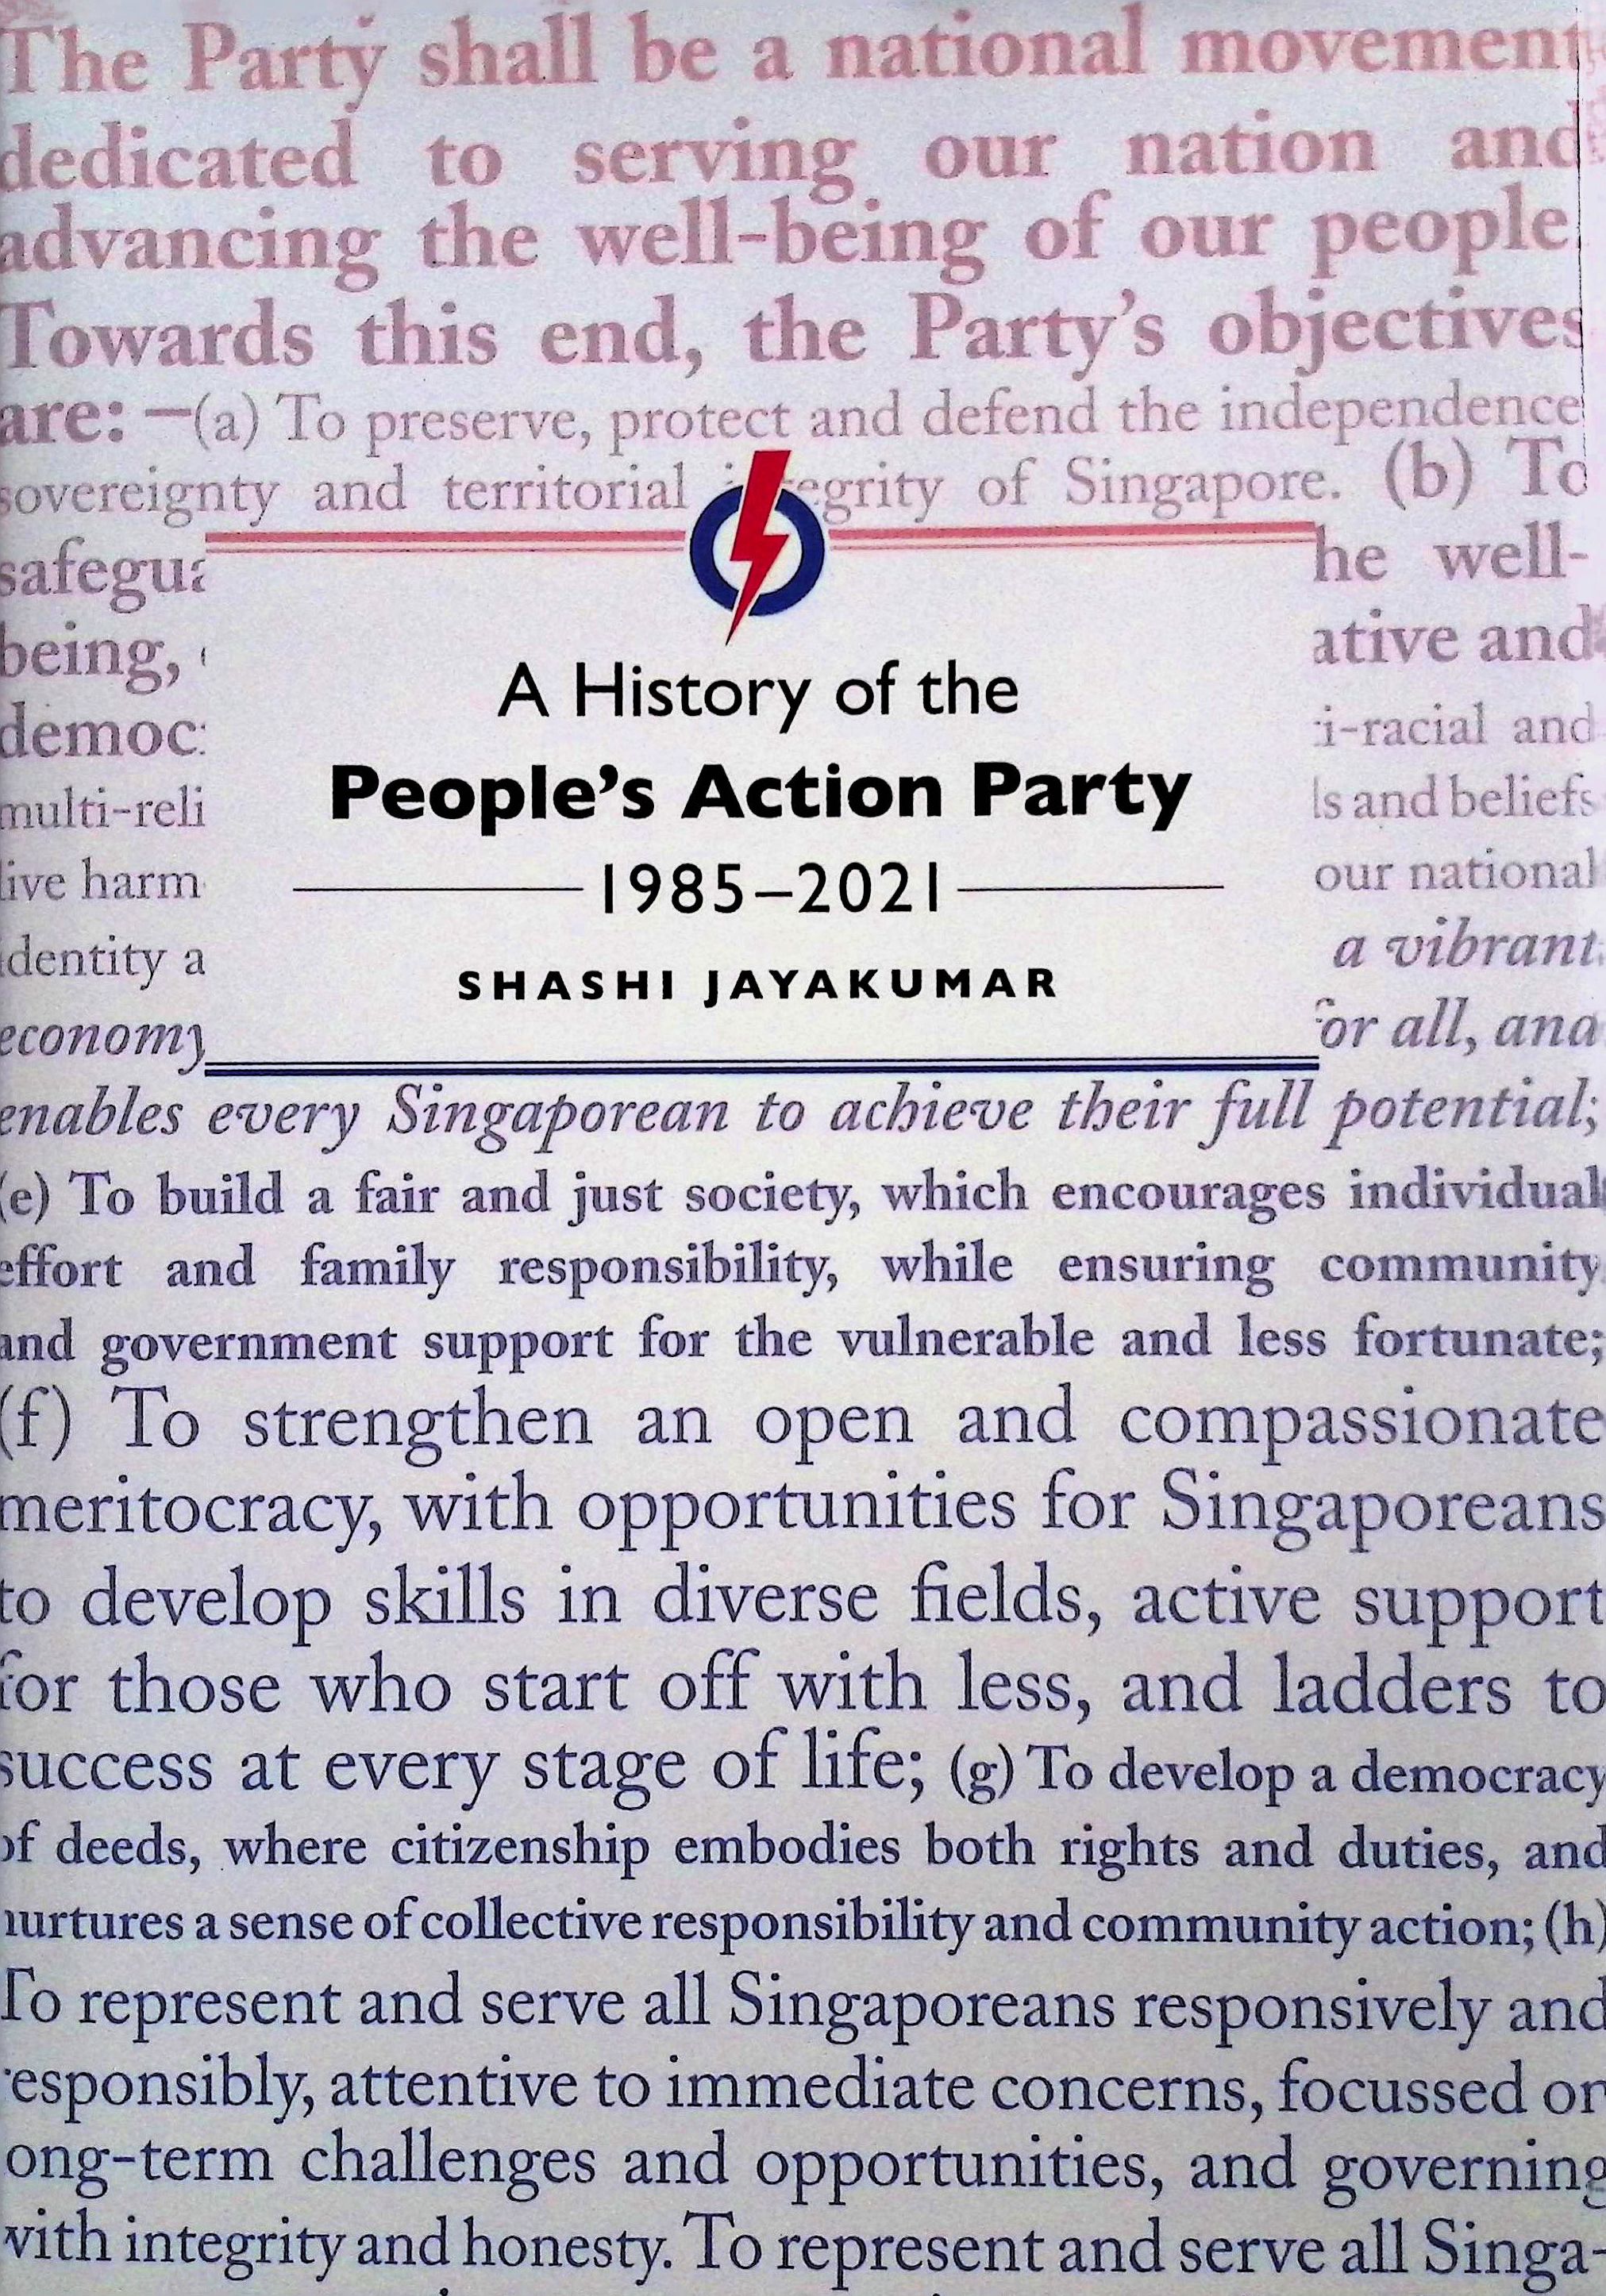 The Party shall be a national movement
dedicated to serving our nation and
advancing the well-being of our people
Towards this end, the Party's objectives
are: —(a) To preserve, protect and defend the independence
sovereignty and territorial of Singapore. (b) To
he well-
being, ative and
i-racial and
multi-reli ls and beliefs
live harm our national
identity a a vibrant
economy for all, and
A History of the
People's Action Party
1985–2021
SHASHI JAYAKUMAR
enables every Singaporean to achieve their full potential;
(e) To build a fair and just society, which encourages individual
effort and family responsibility, while ensuring community
and government support for the vulnerable and less fortunate;
(f) To strengthen an open and compassionate
meritocracy, with opportunities for Singaporeans
to develop skills in diverse fields, active support
for those who start off with less, and ladders to
success at every stage of life; (g) To develop a democracy
of deeds, where citizenship embodies both rights and duties, and
nurtures a sense of collective responsibility and community action; (h)
To represent and serve all Singaporeans responsively and
responsibly, attentive to immediate concerns, focussed on
long-term challenges and opportunities, and governing
with integrity and honesty. To represent and serve all Singa-